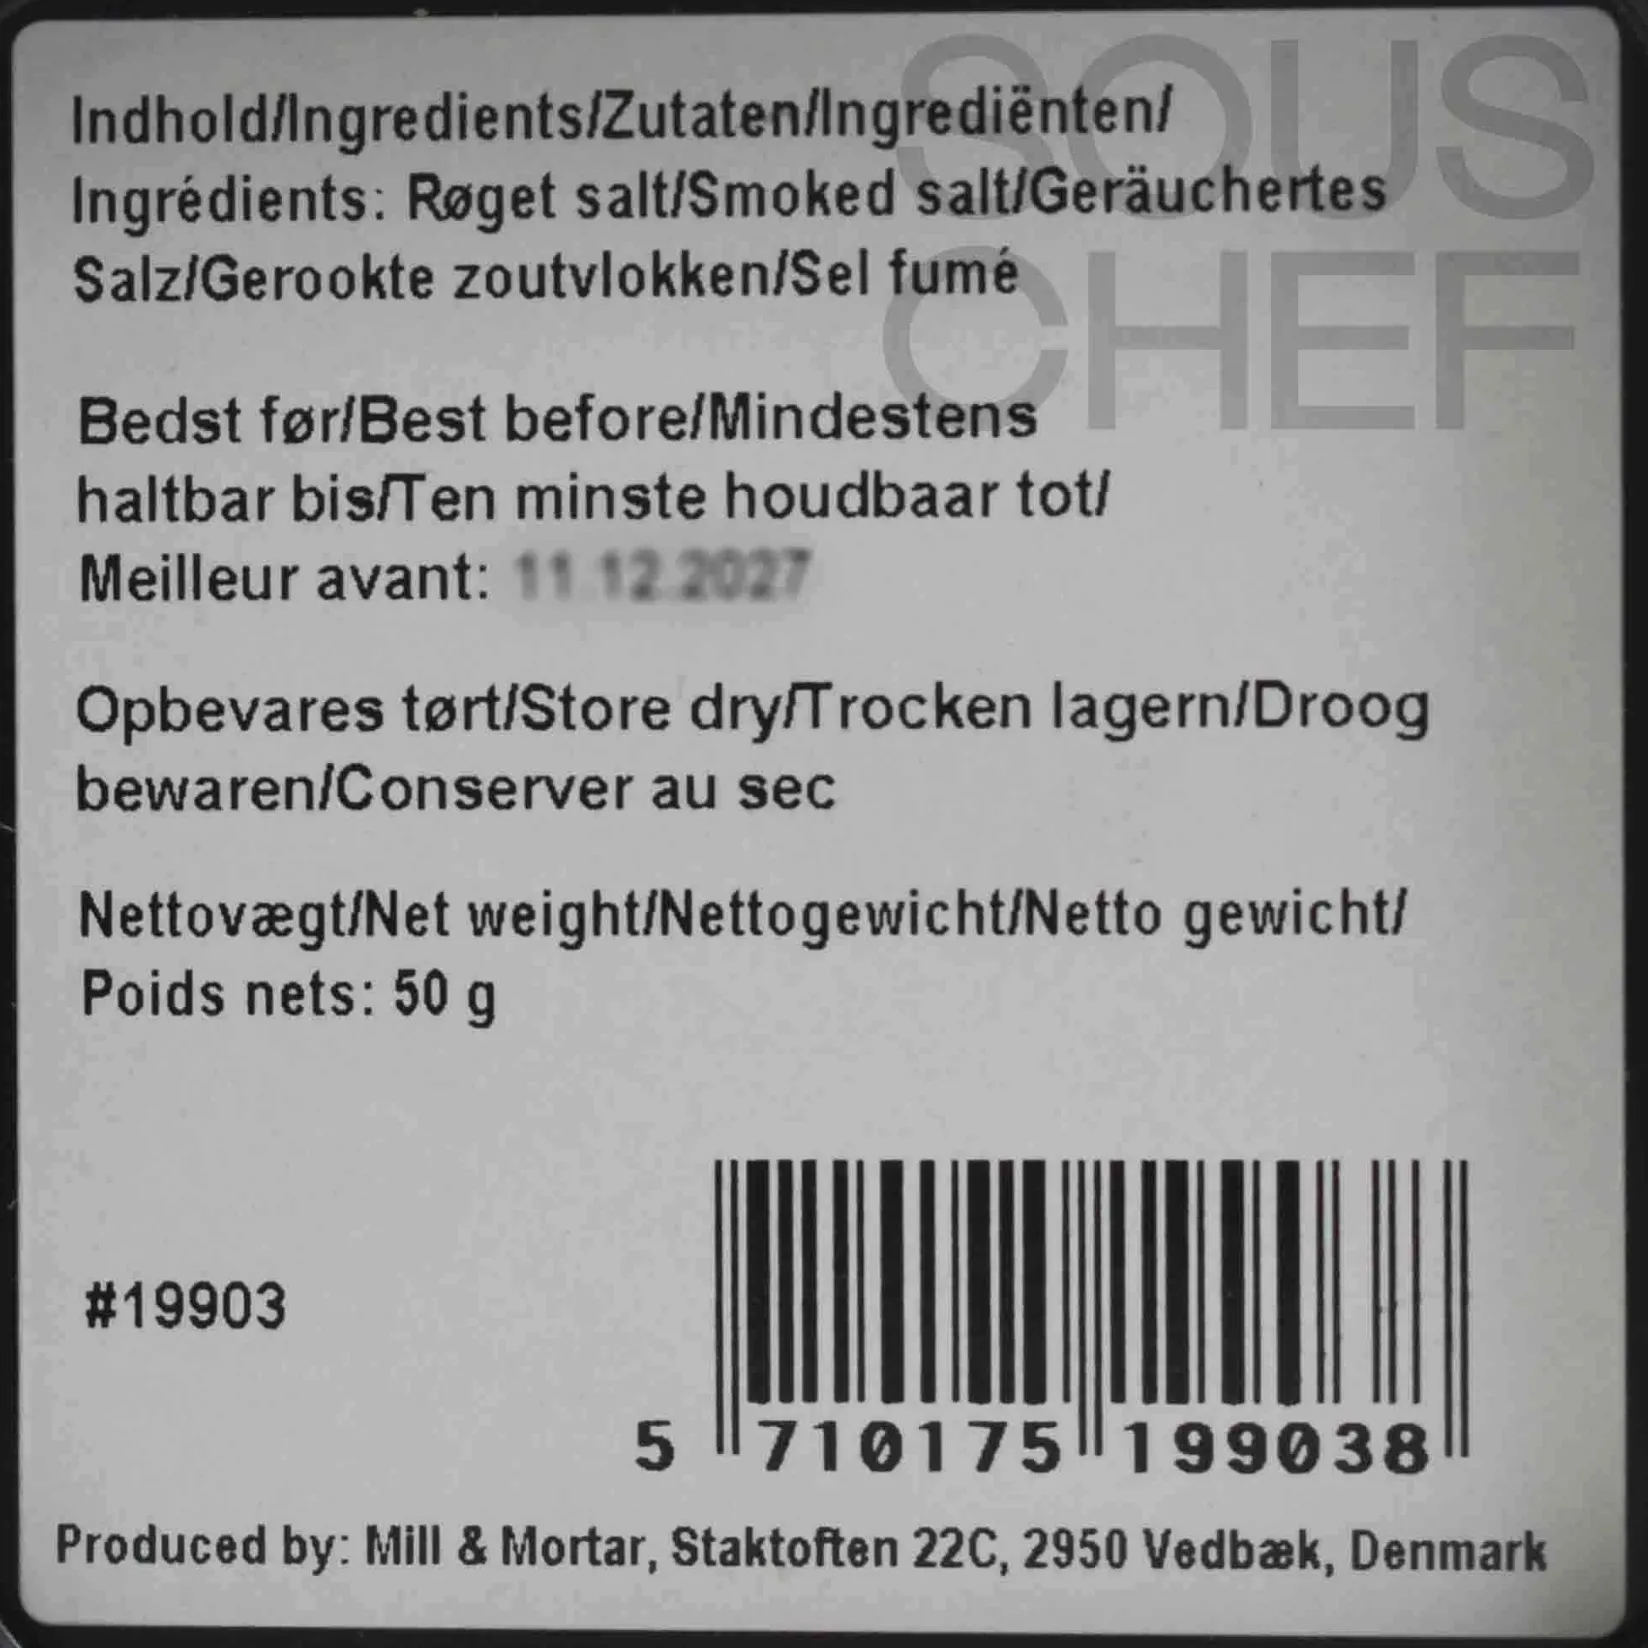 SOUS
CHEF
Indhold/Ingredients/Zutaten/Ingrediënten/
Ingrédients: Røget salt/Smoked salt/Geräuchertes
Salz/Gerookte zoutvlokken/Sel fumé
Bedst før/Best before/Mindestens
haltbar bis/Ten minste houdbaar tot/
Meilleur avant: 11.12.2027
Opbevares tørt/Store dry/Trocken lagern/Droog
bewaren/Conserver au sec
Nettovægt/Net weight/Nettogewicht/Netto gewicht/
Poids nets: 50 g
#19903
5 710175 199038
Produced by: Mill & Mortar, Staktoften 22C, 2950 Vedbæk, Denmark